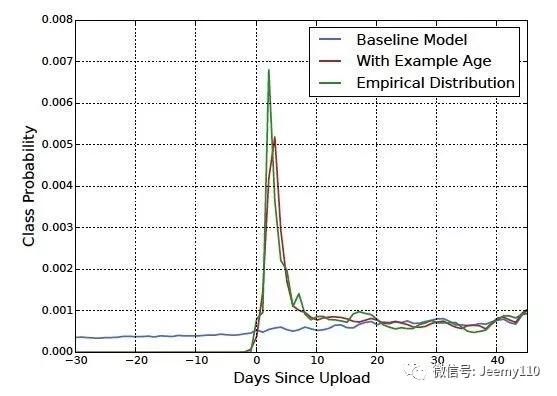 0.008
0.007
0.006
0.005
0.004
0.003
0.002
0.001
0.000
Class Probability
Baseline Model
With Example Age
Empirical Distribution
-30 -20 -10 0 10 20 30 40
Days Since Upload
微信号: Jeemy110